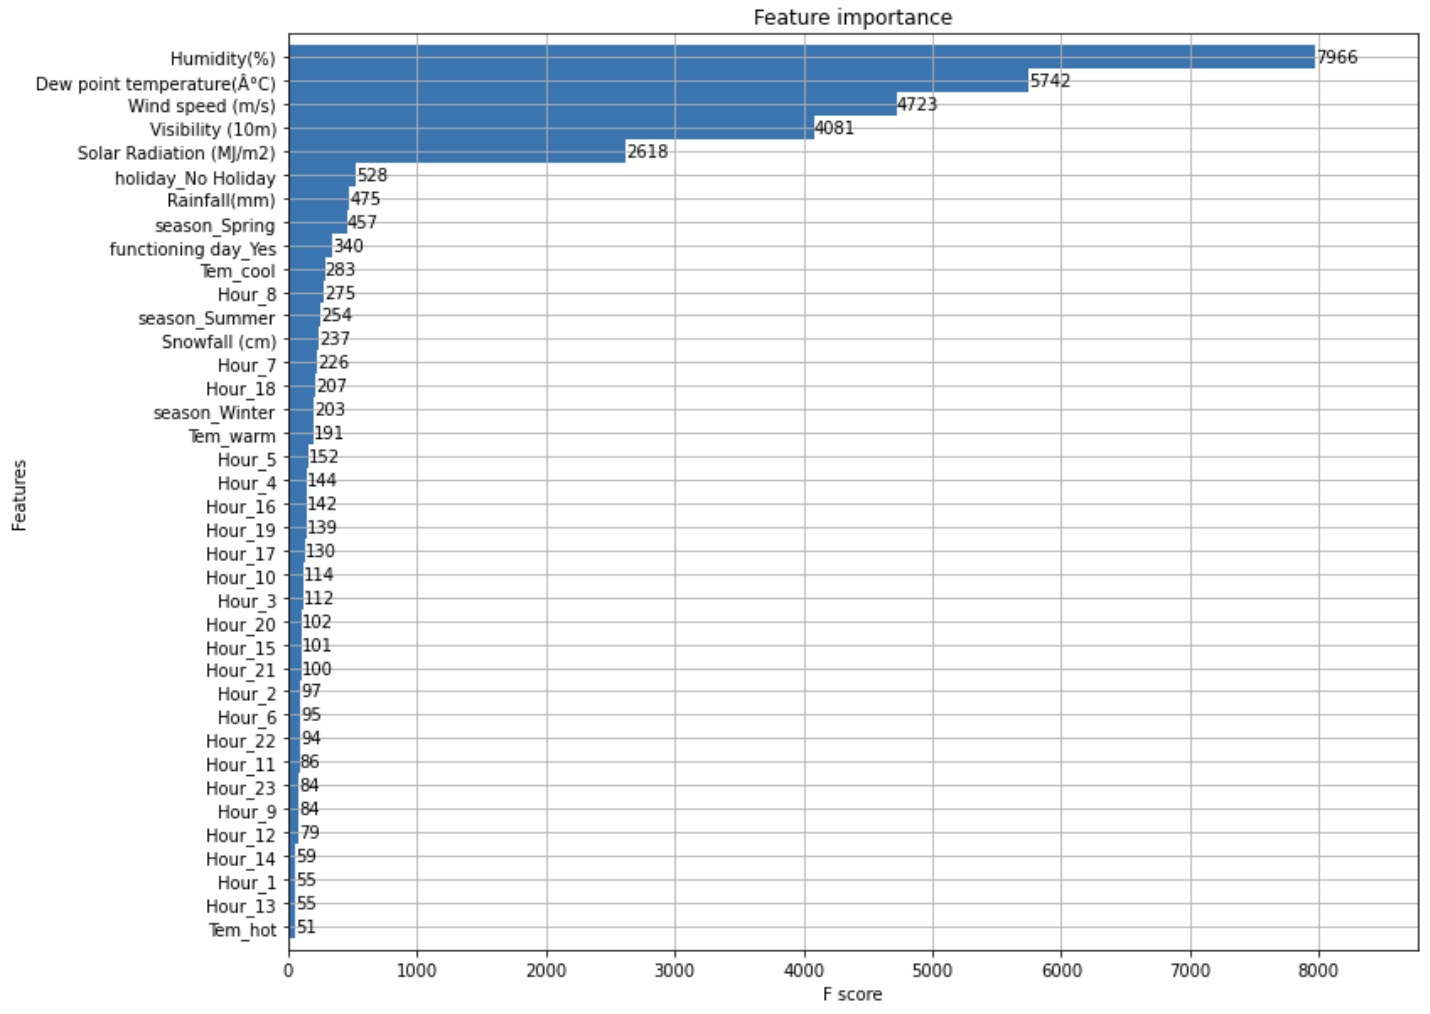 Feature importance
Humidity(%) 7966
Dew point temperature(Â°C) 5742
Wind speed (m/s) 4723
Visibility (10m) 4081
Solar Radiation (MJ/m2) 2618
holiday_No Holiday 528
Rainfall(mm) 475
season_Spring 457
functioning day_Yes 340
Tem_cool 283
Hour_8 275
season_Summer 254
Snowfall (cm) 237
Hour_7 226
Hour_18 207
season_Winter 203
Tem_warm 191
Hour_5 152
Hour_4 144
Hour_16 142
Hour_19 139
Hour_17 130
Hour_10 114
Hour_3 112
Hour_20 102
Hour_15 101
Hour_21 100
Hour_2 97
Hour_6 95
Hour_22 94
Hour_11 86
Hour_23 84
Hour_9 84
Hour_12 79
Hour_14 59
Hour_1 55
Hour_13 55
Tem_hot 51
Features
0 1000 2000 3000 4000 5000 6000 7000 8000
F score